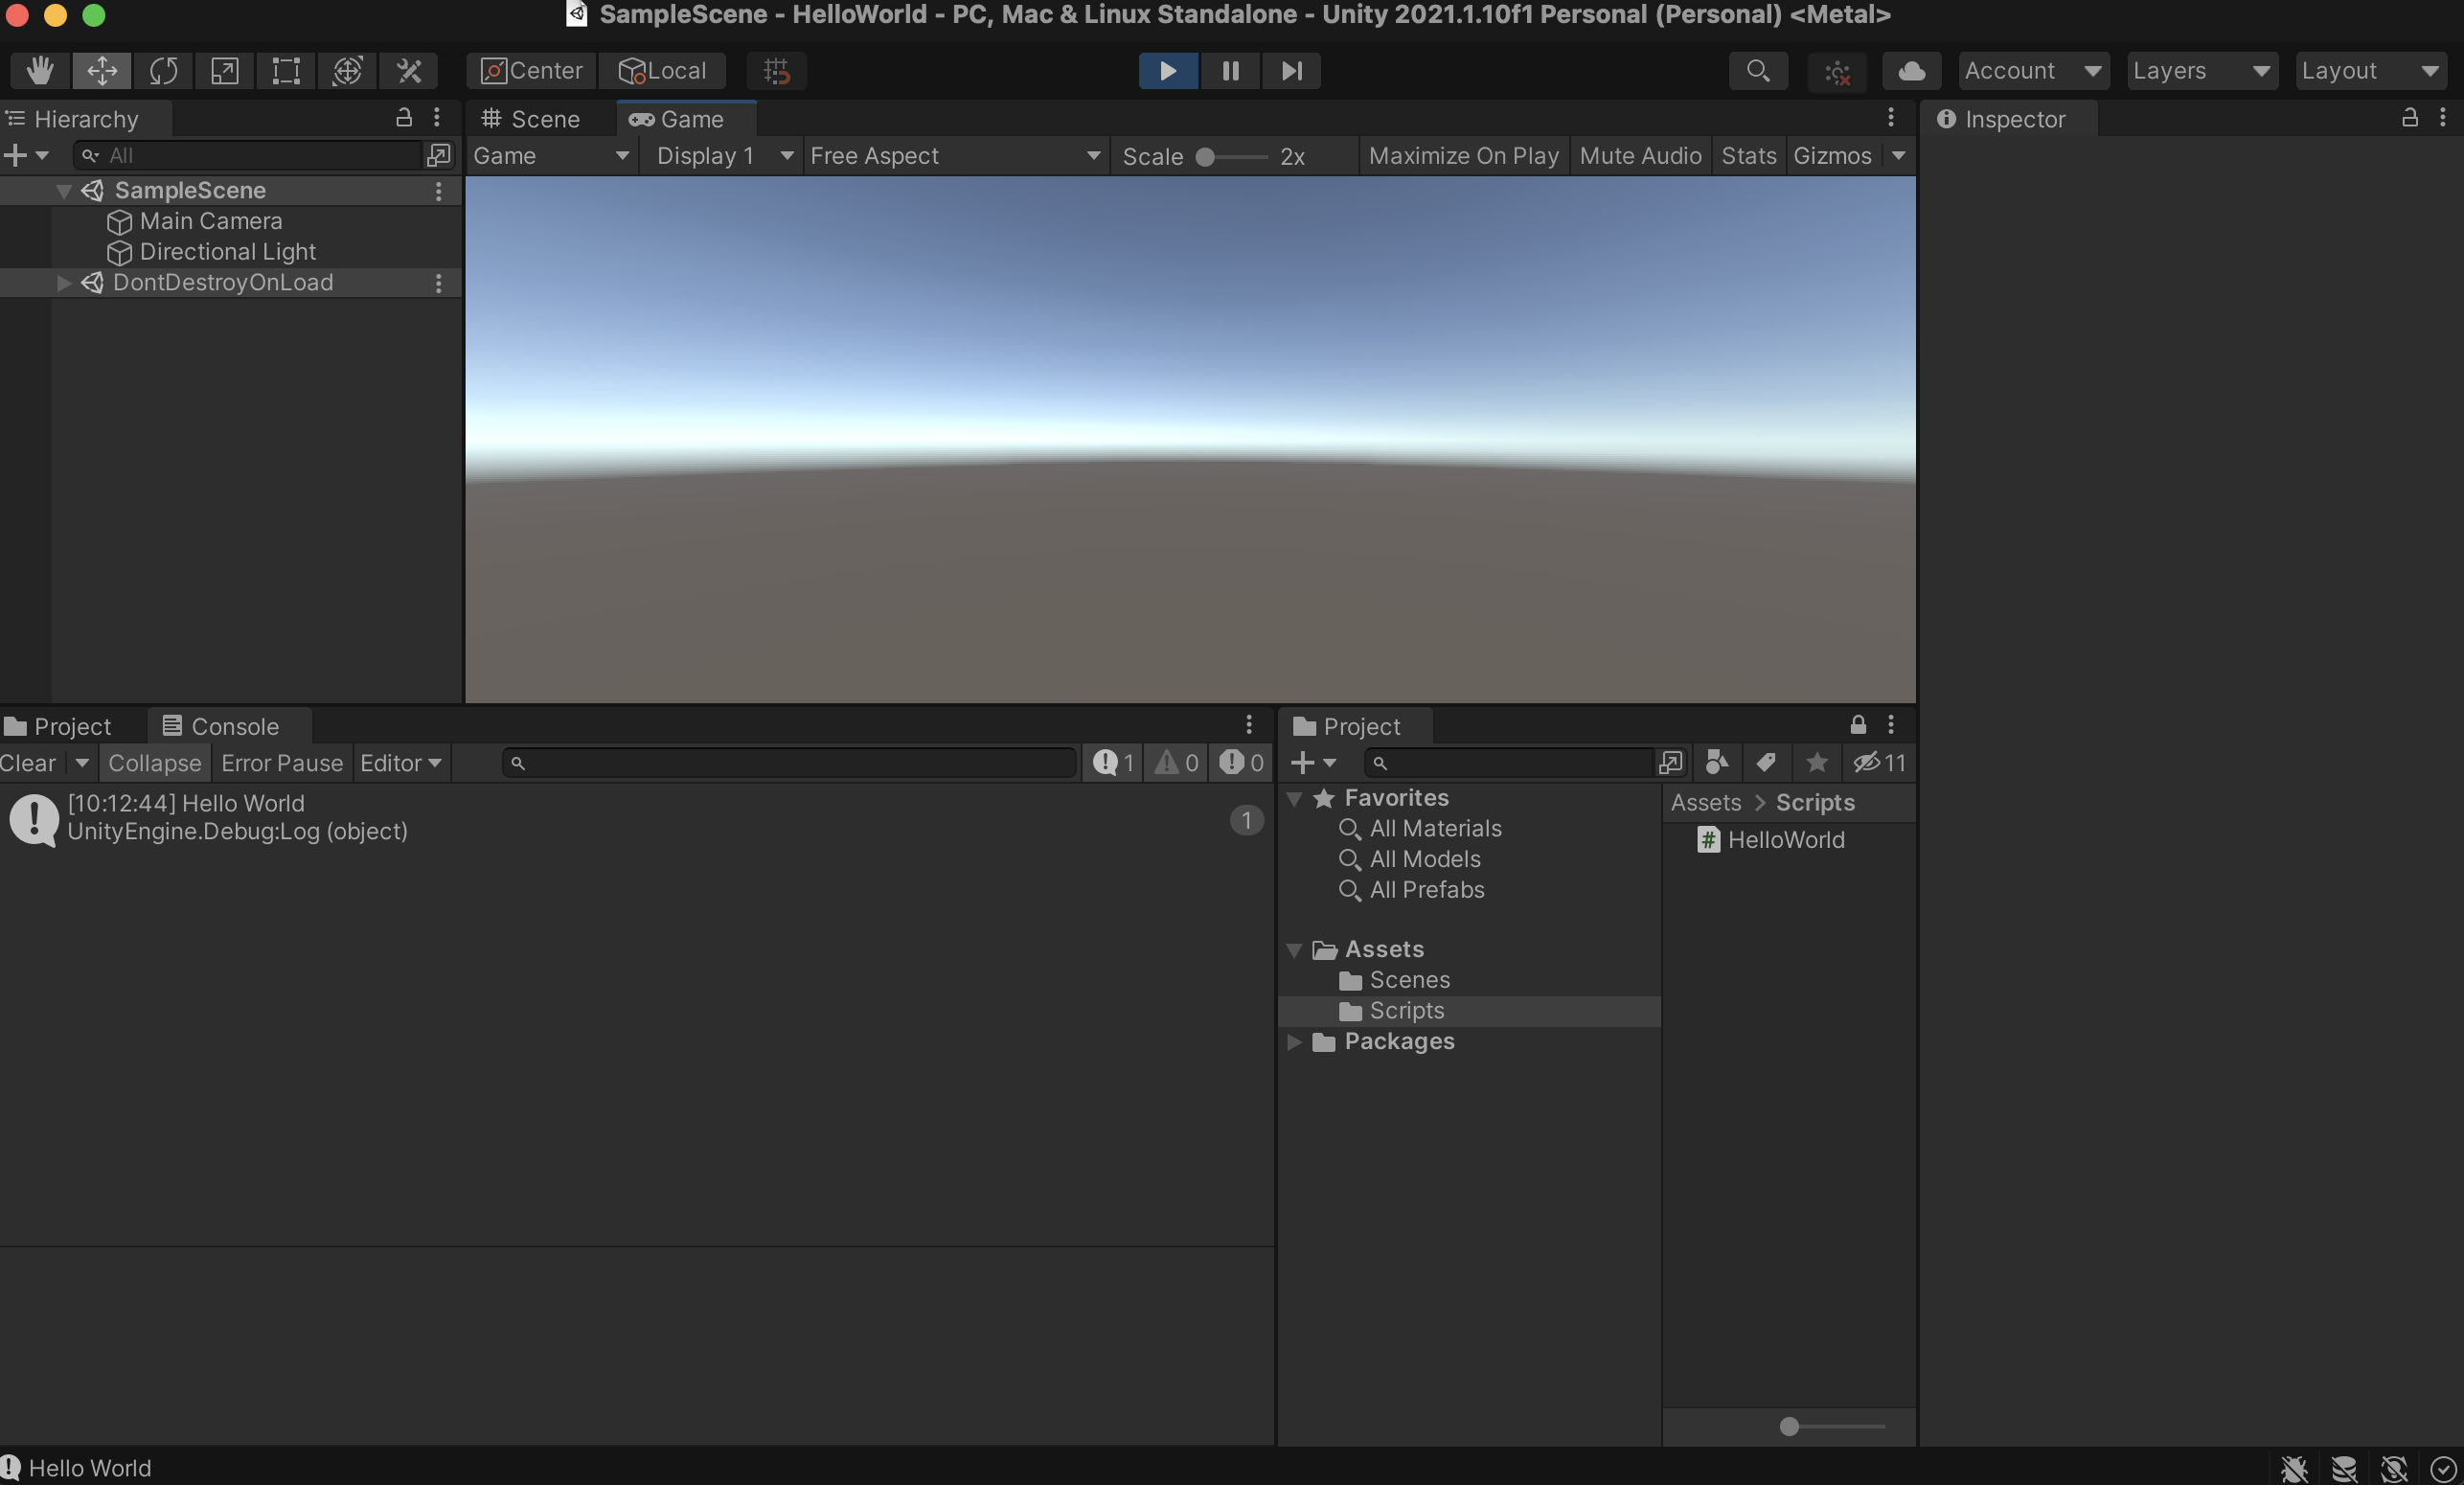 SampleScene - HelloWorld - PC, Mac & Linux Standalone - Unity 2021.1.10f1 Personal (Personal) <Metal>
Center Local Account Layers Layout
Hierarchy
All
SampleScene
Main Camera
Directional Light
DontDestroyOnLoad
Scene Game
Game Display 1 Free Aspect Scale 2x Maximize On Play Mute Audio Stats Gizmos
Inspector
Project Console
Clear Collapse Error Pause Editor 1 0 0
[10:12:44] Hello World
UnityEngine.Debug:Log (object)
1
Project
11
Favorites
All Materials
All Models
All Prefabs
Assets
Scenes
Scripts
Packages
Assets > Scripts
# HelloWorld
Hello World